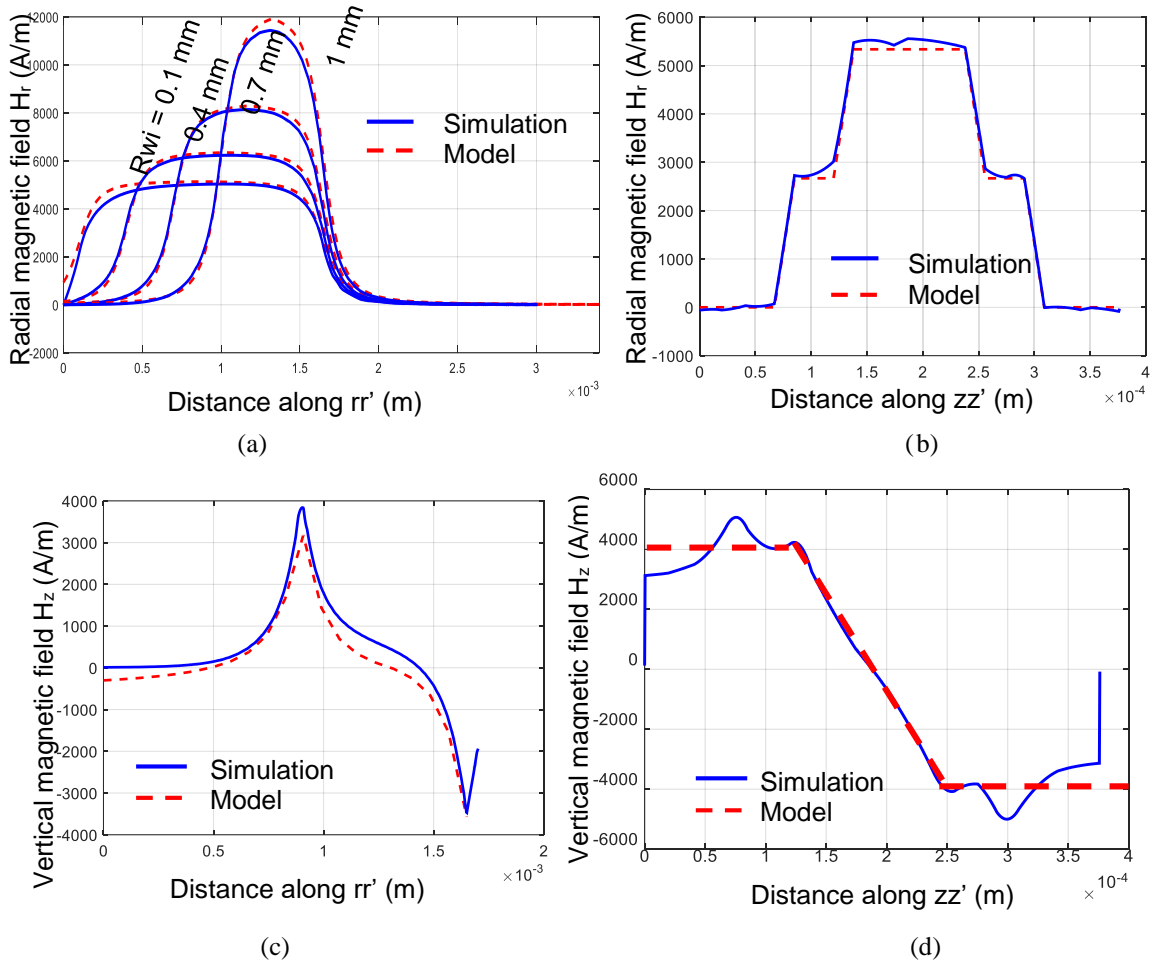 Radial magnetic field Hr (A/m)
12000
10000
8000
6000
4000
2000
0
-2000
Rwi = 0.1 mm
0.4 mm
0.7 mm
1 mm
Simulation
Model
0 0.5 1 1.5 2 2.5 3
× 10⁻³
Distance along rr’ (m)
(a)
Radial magnetic field Hr (A/m)
6000
5000
4000
3000
2000
1000
0
-1000
Simulation
Model
0 0.5 1 1.5 2 2.5 3 3.5 4
× 10⁻⁴
Distance along zz’ (m)
(b)
Vertical magnetic field Hz (A/m)
4000
3000
2000
1000
0
-1000
-2000
-3000
-4000
Simulation
Model
0 0.5 1 1.5 2
× 10⁻³
Distance along rr’ (m)
(c)
Vertical magnetic field Hz (A/m)
6000
4000
2000
0
-2000
-4000
-6000
Simulation
Model
0 0.5 1 1.5 2 2.5 3 3.5 4
× 10⁻⁴
Distance along zz’ (m)
(d)